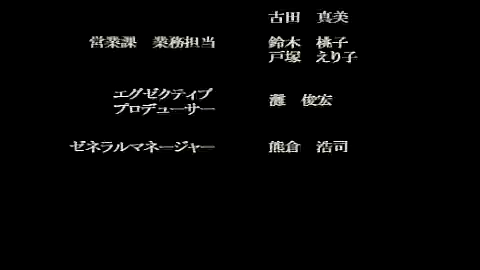 古田　真美
営業課　業務担当　鈴木　桃子
戸塚　えり子
エグゼクティブ
プロデューサー　灘　俊宏
ゼネラルマネージャー　熊倉　浩司